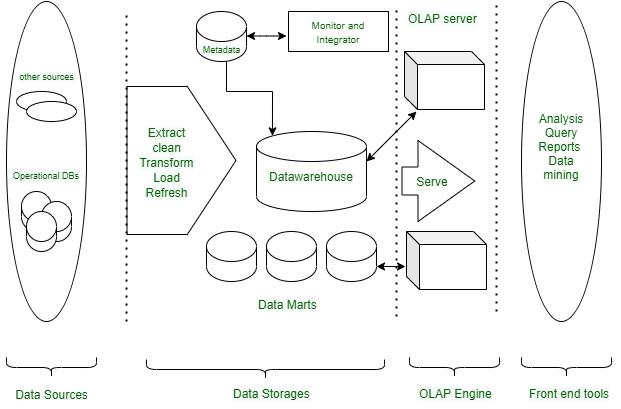 OLAP server
Monitor and
Integrator
Metadata
other sources
Extract
clean
Transform
Load
Refresh
Analysis
Query
Reports
Data
mining
Operational DBs
Datawarehouse
Serve
Data Marts
Data Sources
Data Storages
OLAP Engine
Front end tools